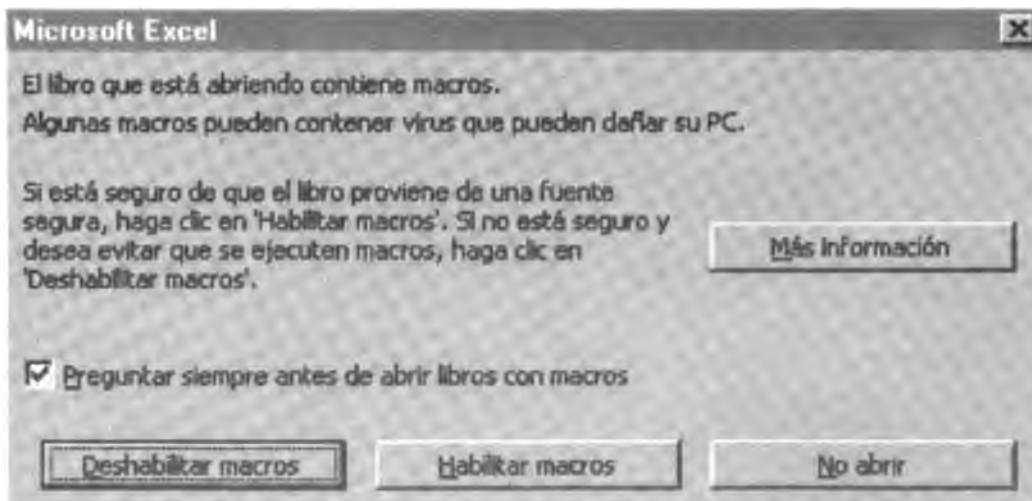 Microsoft Excel
El libro que está abriendo contiene macros.
Algunas macros pueden contener virus que pueden dañar su PC.
Si está seguro de que el libro proviene de una fuente
segura, haga clic en 'Habilitar macros'. Si no está seguro y
desea evitar que se ejecuten macros, haga clic en
'Deshabilitar macros'.
Más información
Preguntar siempre antes de abrir libros con macros
Deshabilitar macros
Habilitar macros
No abrir